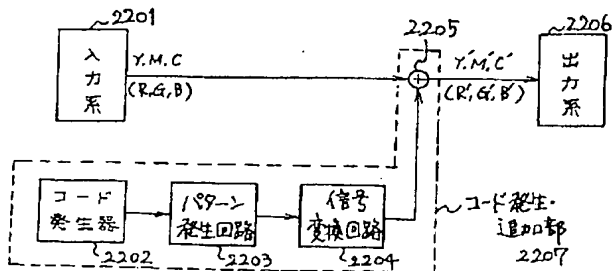 2201
入力系
Y,M,C
(R,G,B)
2205
Y',M',C'
(R',G',B')
2206
出力系
コード発生器
2202
パターン発生回路
2203
信号変換回路
2204
コード発生・追加部
2207